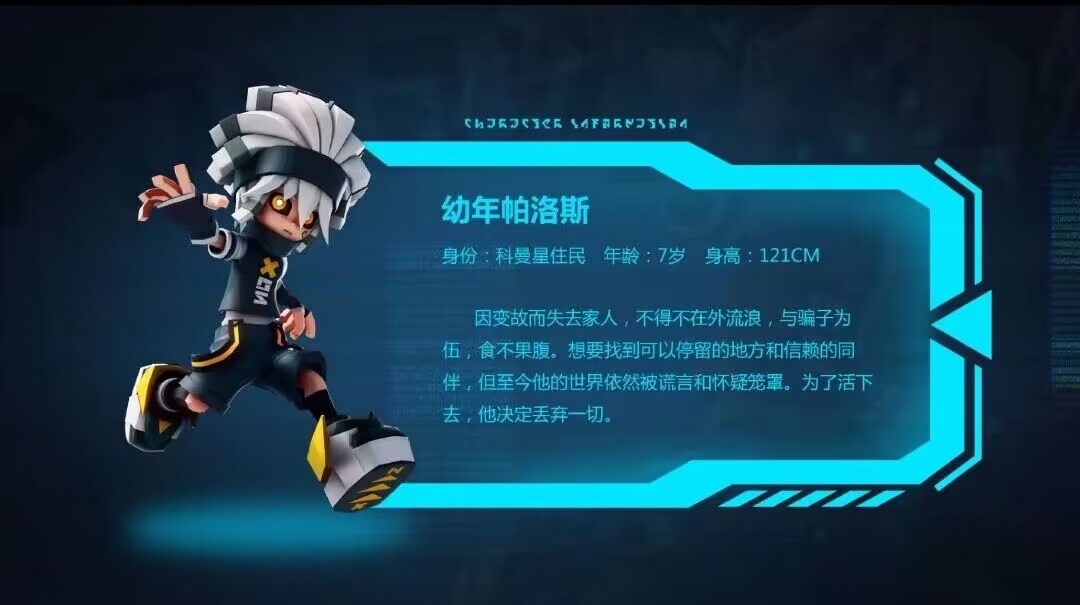 幼年帕洛斯
身份：科曼星住民 年龄：7岁 身高：121CM
因变故而失去家人，不得不在外流浪，与骗子为
伍，食不果腹。想要找到可以停留的地方和信赖的同
伴，但至今他的世界依然被谎言和怀疑笼罩。为了活下
去，他决定丢弃一切。